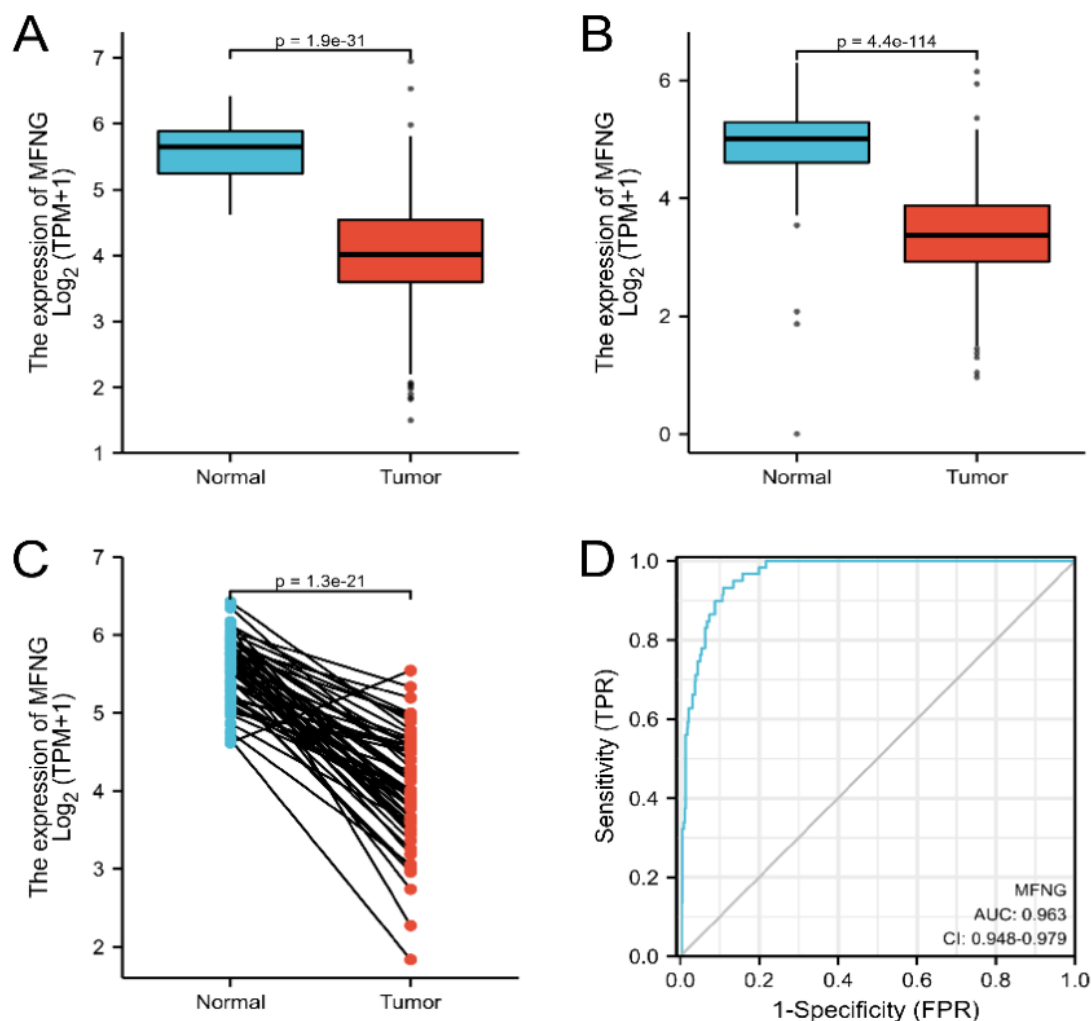 A
p = 1.9e-31
The expression of MFNG
Log2 (TPM+1)
7
6
5
4
3
2
1
Normal
Tumor
B
p = 4.4e-114
The expression of MFNG
Log2 (TPM+1)
6
4
2
0
Normal
Tumor
C
p = 1.3e-21
The expression of MFNG
Log2 (TPM+1)
7
6
5
4
3
2
Normal
Tumor
D
Sensitivity (TPR)
1.0
0.8
0.6
0.4
0.2
0.0
MFNG
AUC: 0.963
CI: 0.948-0.979
0.0
0.2
0.4
0.6
0.8
1.0
1-Specificity (FPR)